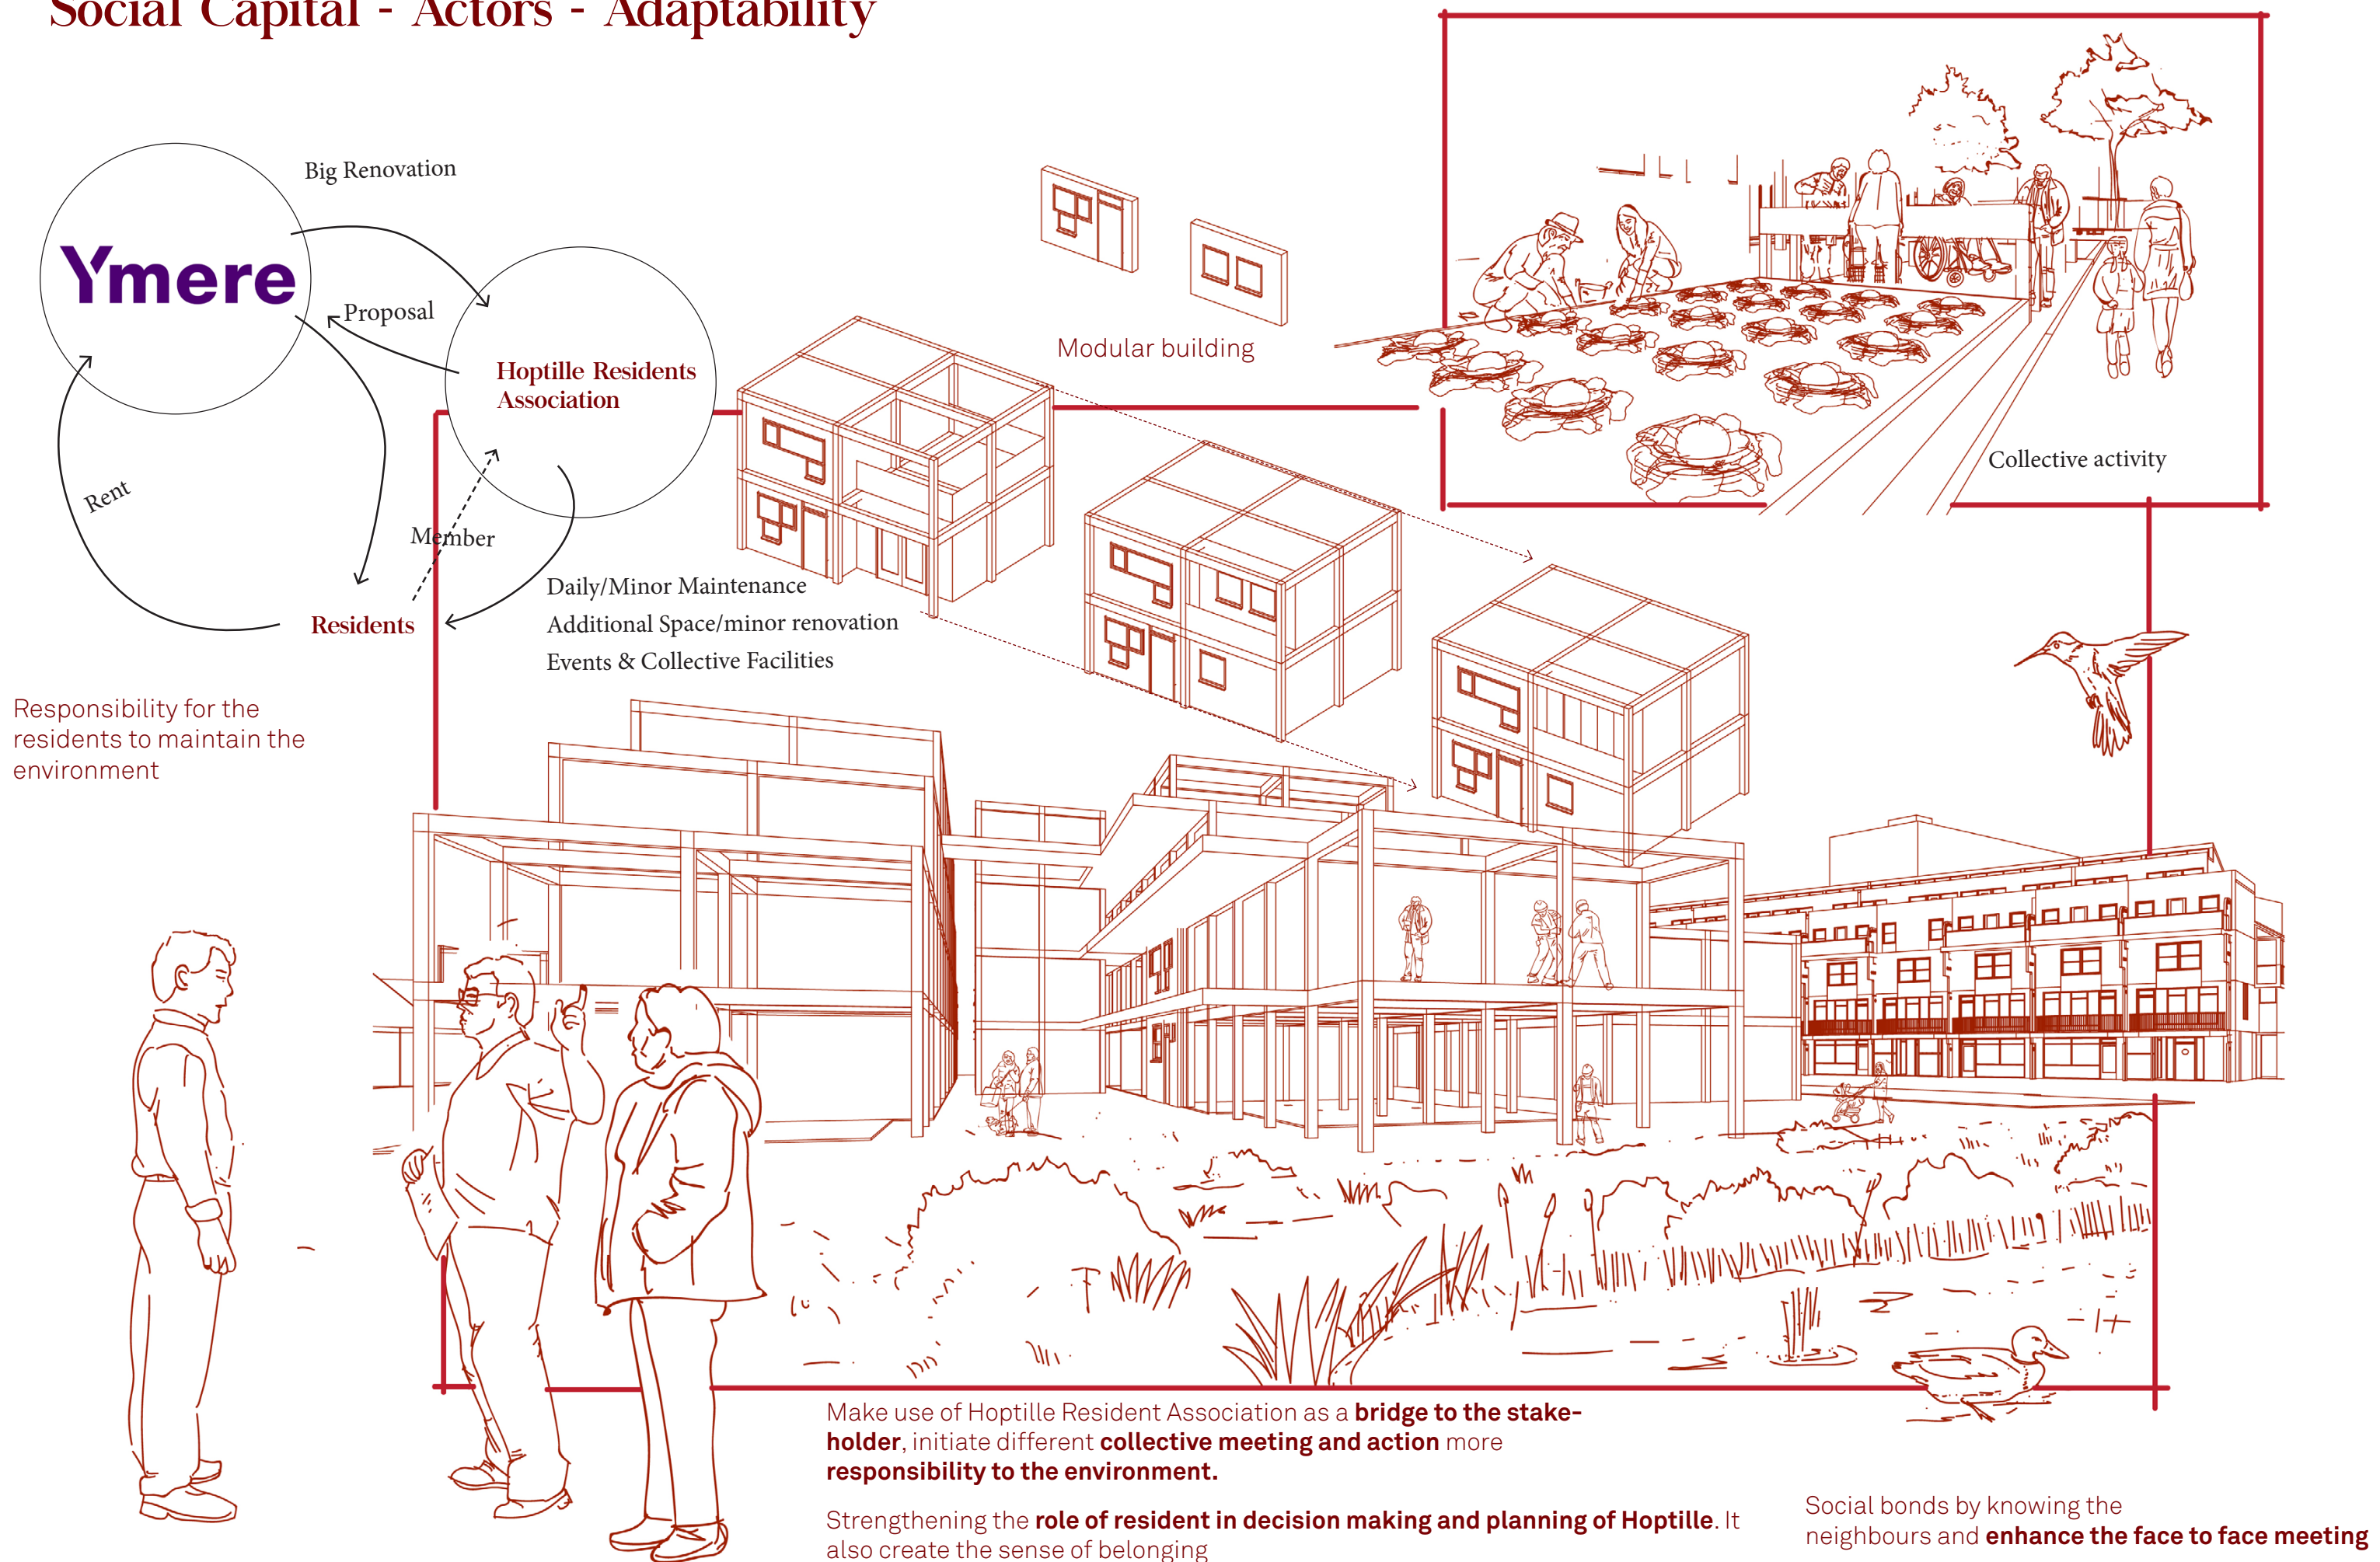 Social Capital - Actors - Adaptability
Big Renovation
Ymere
Proposal
Hoptille Residents
Association
Rent
Member
Residents
Daily/Minor Maintenance
Additional Space/minor renovation
Events & Collective Facilities
Modular building
Collective activity
Responsibility for the
residents to maintain the
environment
Make use of Hoptille Resident Association as a bridge to the stake-
holder, initiate different collective meeting and action more
responsibility to the environment.
Strengthening the role of resident in decision making and planning of Hoptille. It
also create the sense of belonging
Social bonds by knowing the
neighbours and enhance the face to face meeting